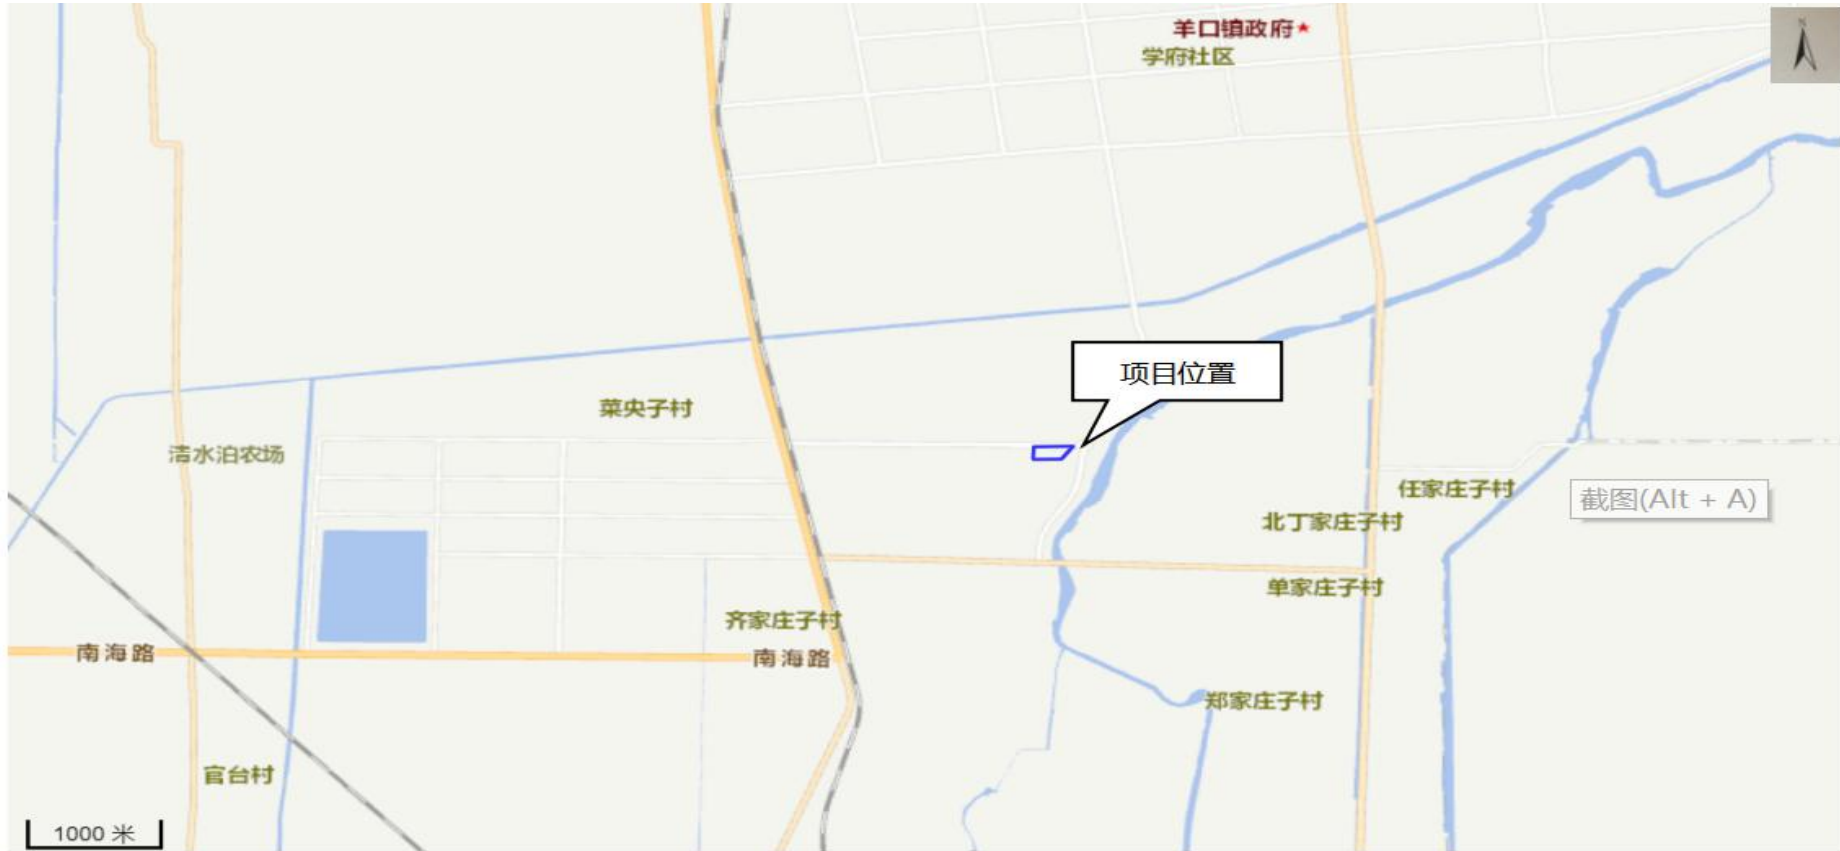 羊口镇政府
学府社区
N
项目位置
菜央子村
清水泊农场
任家庄子村
截图(Alt + A)
北丁家庄子村
单家庄子村
齐家庄子村
南海路
南海路
郑家庄子村
官台村
1000 米